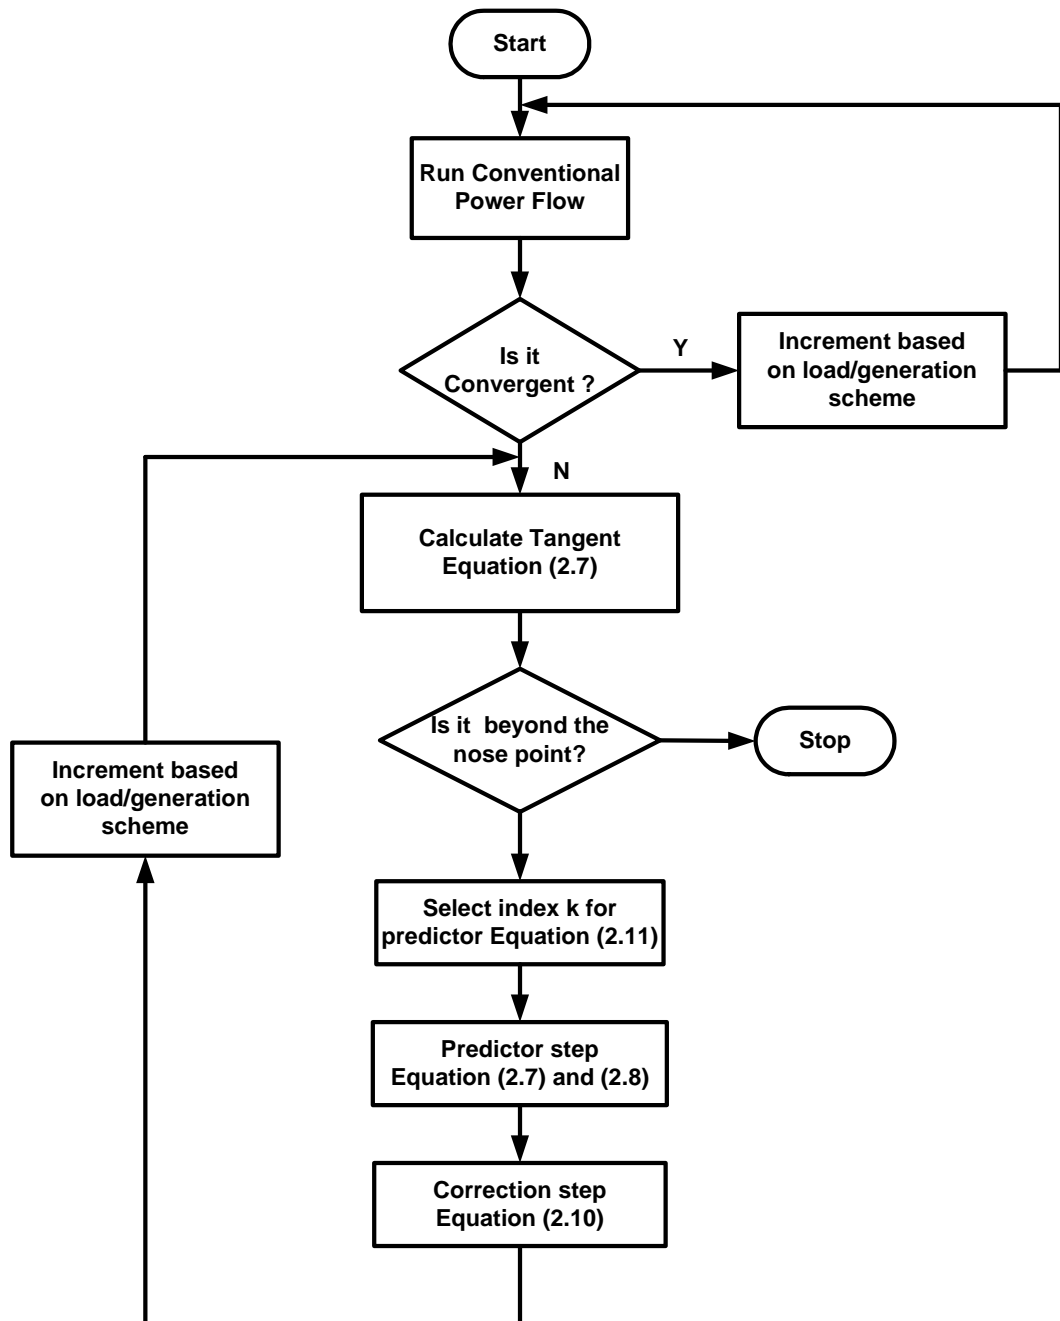 Start
Run Conventional
Power Flow
Is it
Convergent ?
Y
Increment based
on load/generation
scheme
N
Calculate Tangent
Equation (2.7)
Is it  beyond the
nose point?
Stop
Increment based
on load/generation
scheme
Select index k for
predictor Equation (2.11)
Predictor step
Equation (2.7) and (2.8)
Correction step
Equation (2.10)